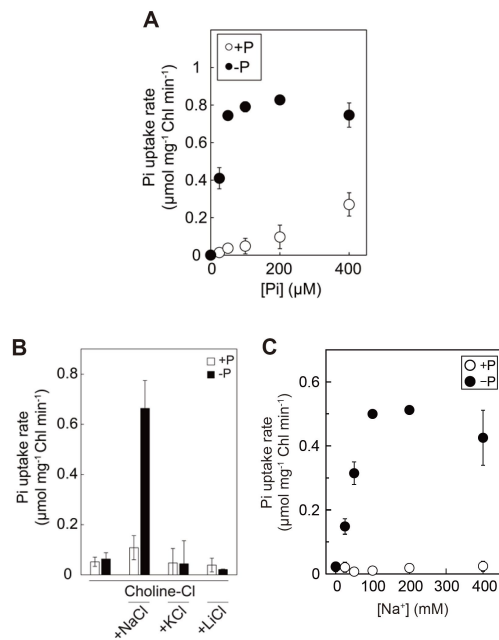 A
○ +P
● -P
Pi uptake rate
(μmol mg⁻¹ Chl min⁻¹)
1
0.8
0.6
0.4
0.2
0
0 200 400
[Pi] (μM)
B
□ +P
■ -P
Pi uptake rate
(μmol mg⁻¹ Chl min⁻¹)
0.8
0.6
0.4
0.2
0
Choline-Cl
+NaCl
+KCl
+LiCl
C
○ +P
● −P
Pi uptake rate
(μmol mg⁻¹ Chl min⁻¹)
0.6
0.4
0.2
0
0 100 200 300 400
[Na⁺] (mM)